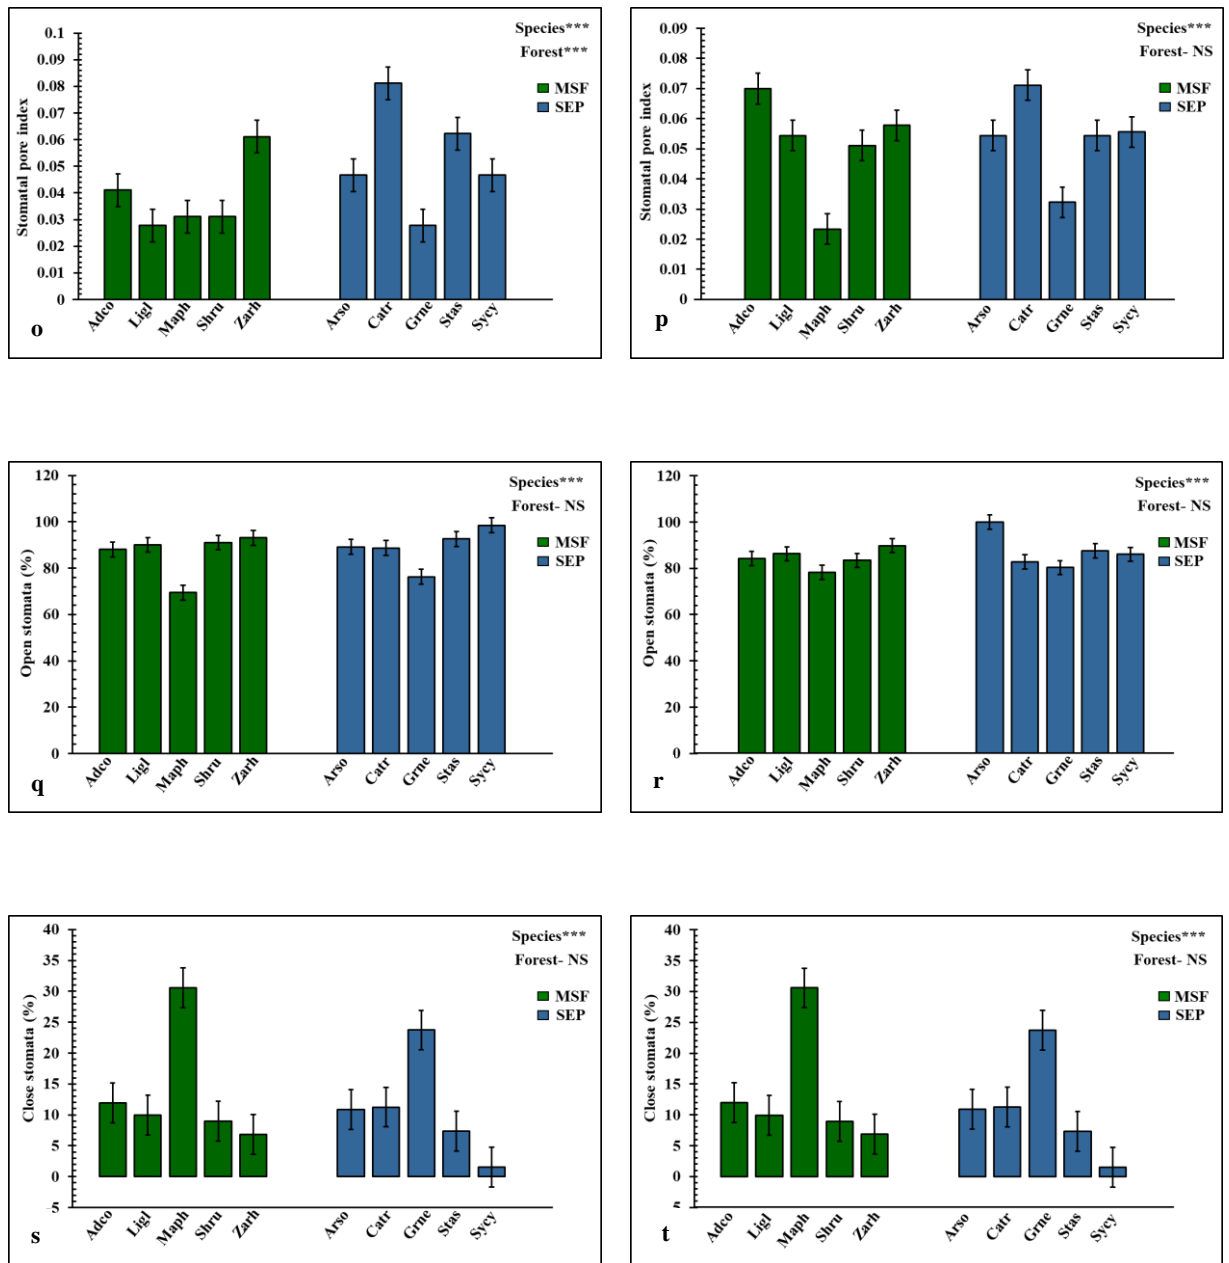 Species***
Forest***
MSF
SEP
Stomatal pore index
0.1
0.09
0.08
0.07
0.06
0.05
0.04
0.03
0.02
0.01
0
Adco Ligl Maph Shru Zarh Arso Catr Grne Stas Sycy
o
Species***
Forest- NS
MSF
SEP
Stomatal pore index
0.09
0.08
0.07
0.06
0.05
0.04
0.03
0.02
0.01
0
Adco Ligl Maph Shru Zarh Arso Catr Grne Stas Sycy
p
Species***
Forest- NS
MSF
SEP
Open stomata (%)
120
100
80
60
40
20
0
Adco Ligl Maph Shru Zarh Arso Catr Grne Stas Sycy
q
Species***
Forest- NS
MSF
SEP
Open stomata (%)
120
100
80
60
40
20
0
Adco Ligl Maph Shru Zarh Arso Catr Grne Stas Sycy
r
Species***
Forest- NS
MSF
SEP
Close stomata (%)
40
35
30
25
20
15
10
5
0
-5
Adco Ligl Maph Shru Zarh Arso Catr Grne Stas Sycy
s
Species***
Forest- NS
MSF
SEP
Close stomata (%)
40
35
30
25
20
15
10
5
0
5
Adco Ligl Maph Shru Zarh Arso Catr Grne Stas Sycy
t